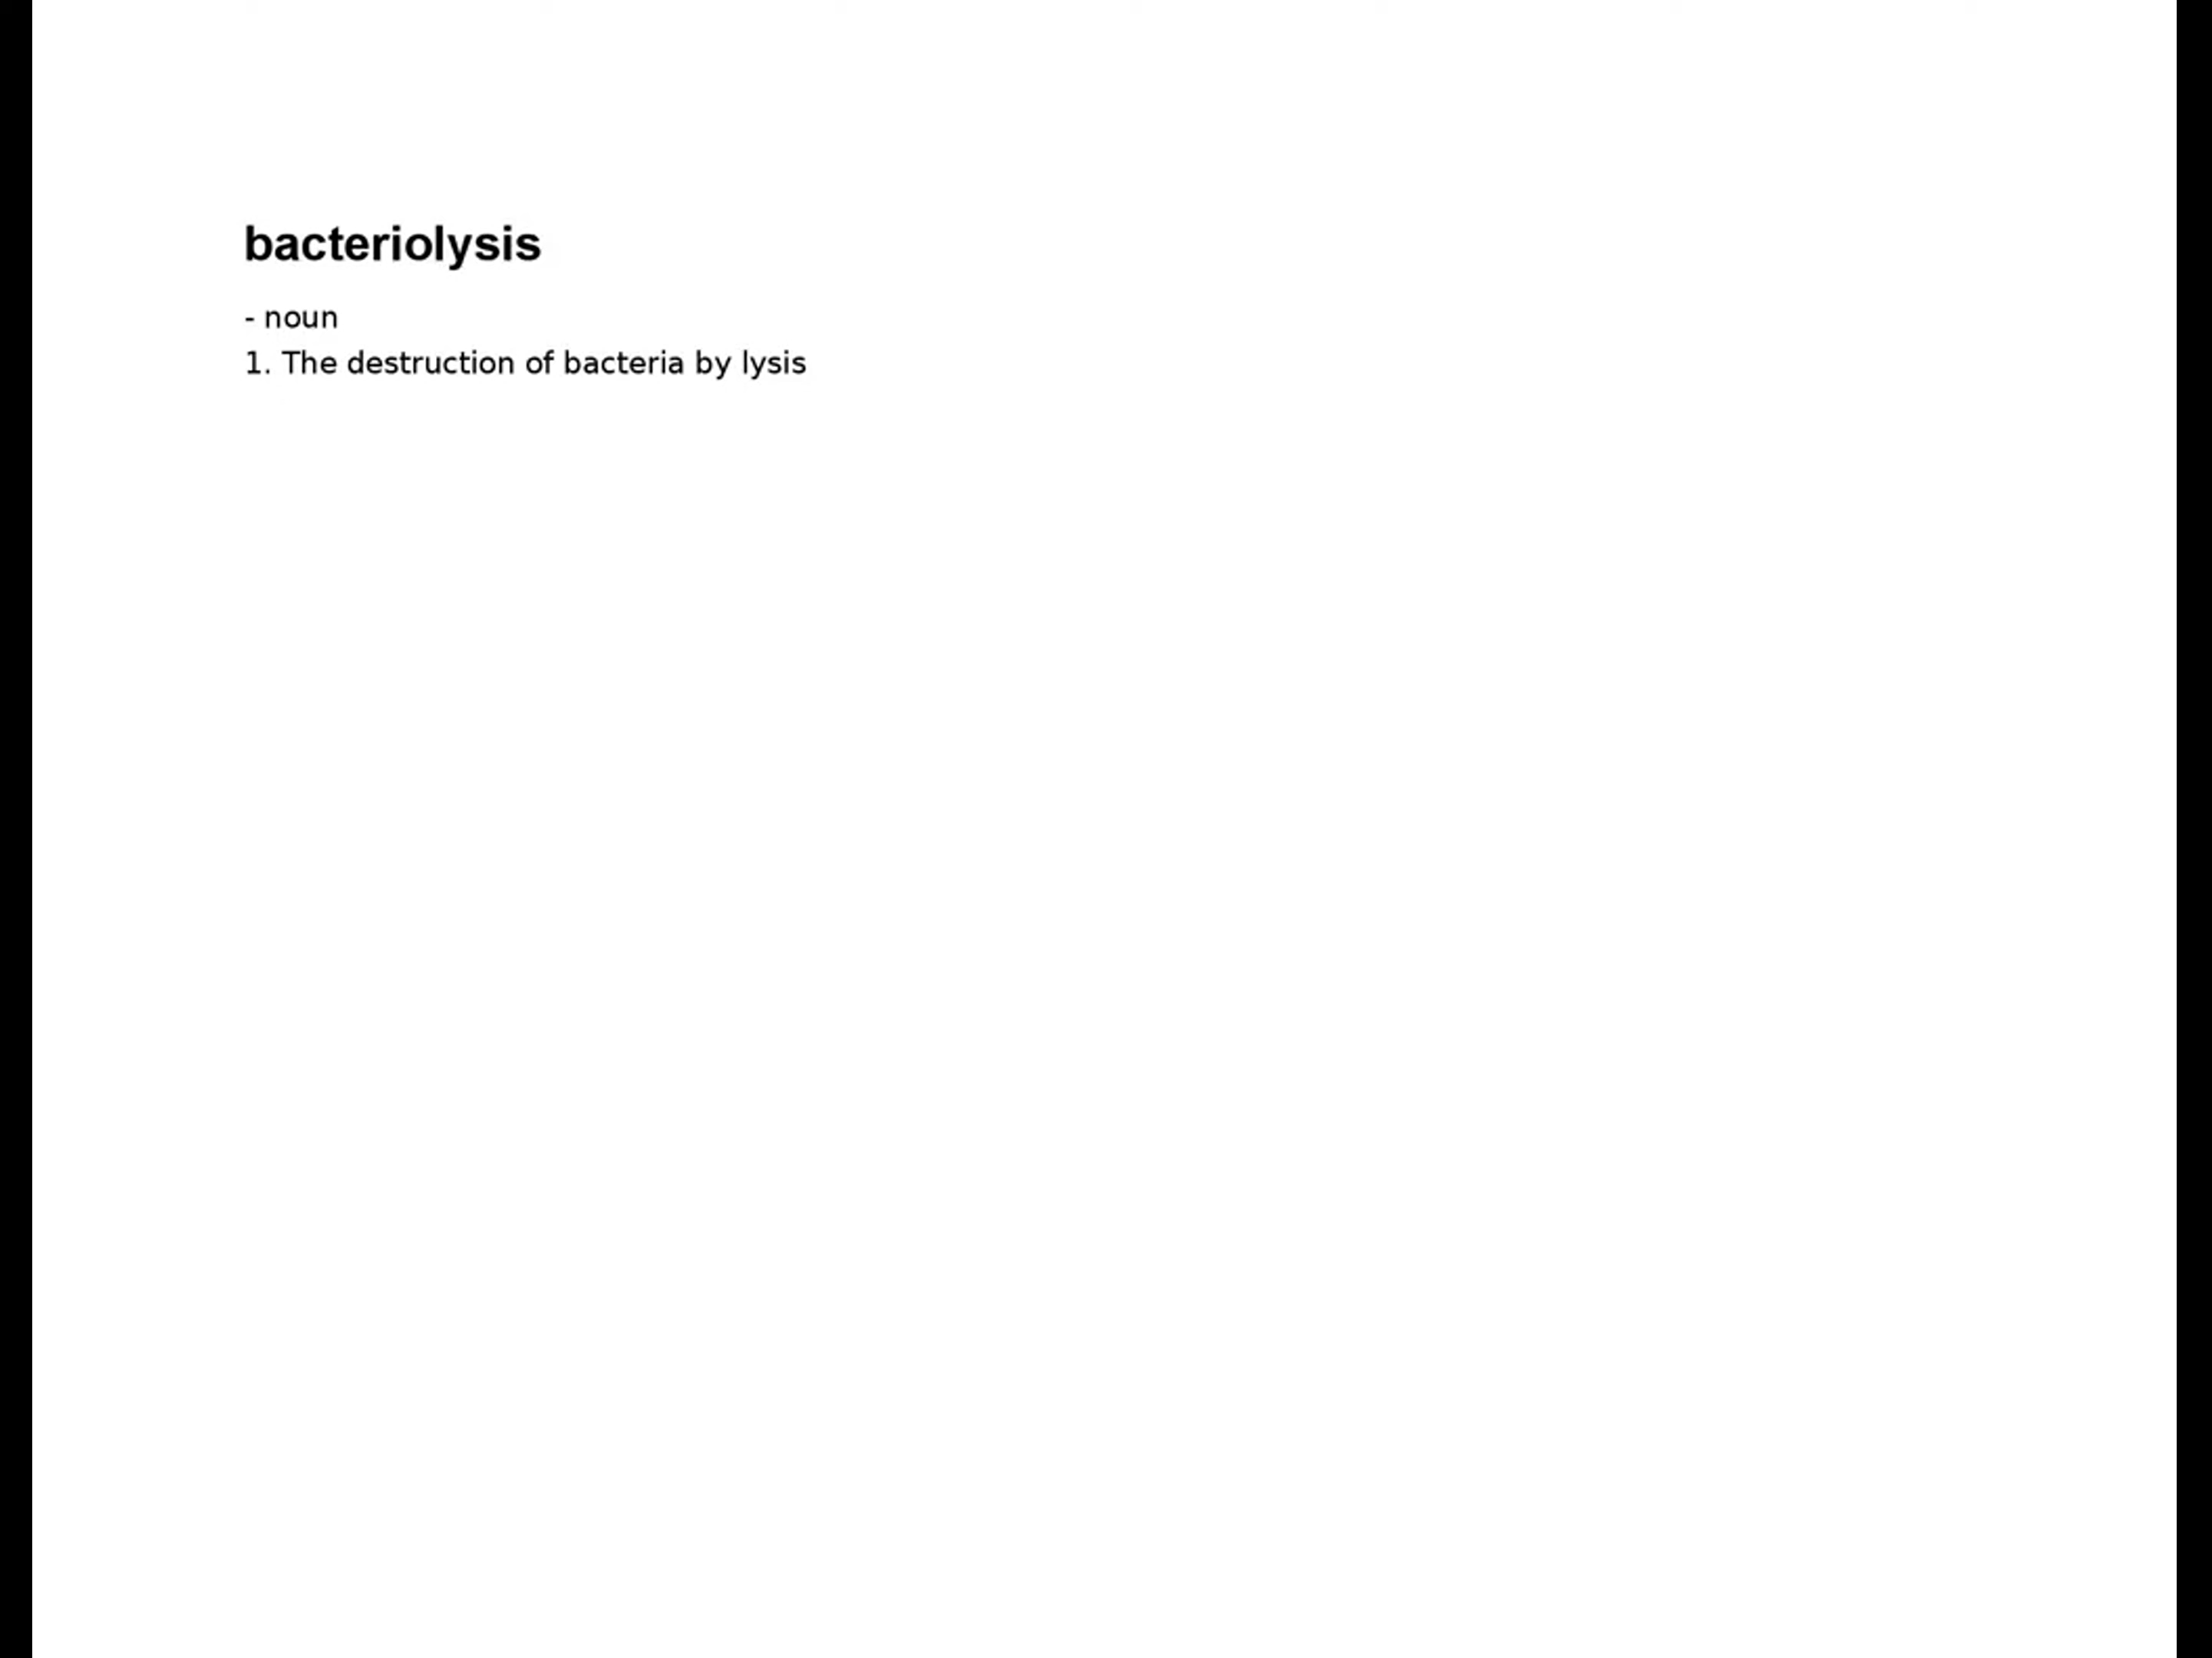 bacteriolysis
- noun
1. The destruction of bacteria by lysis